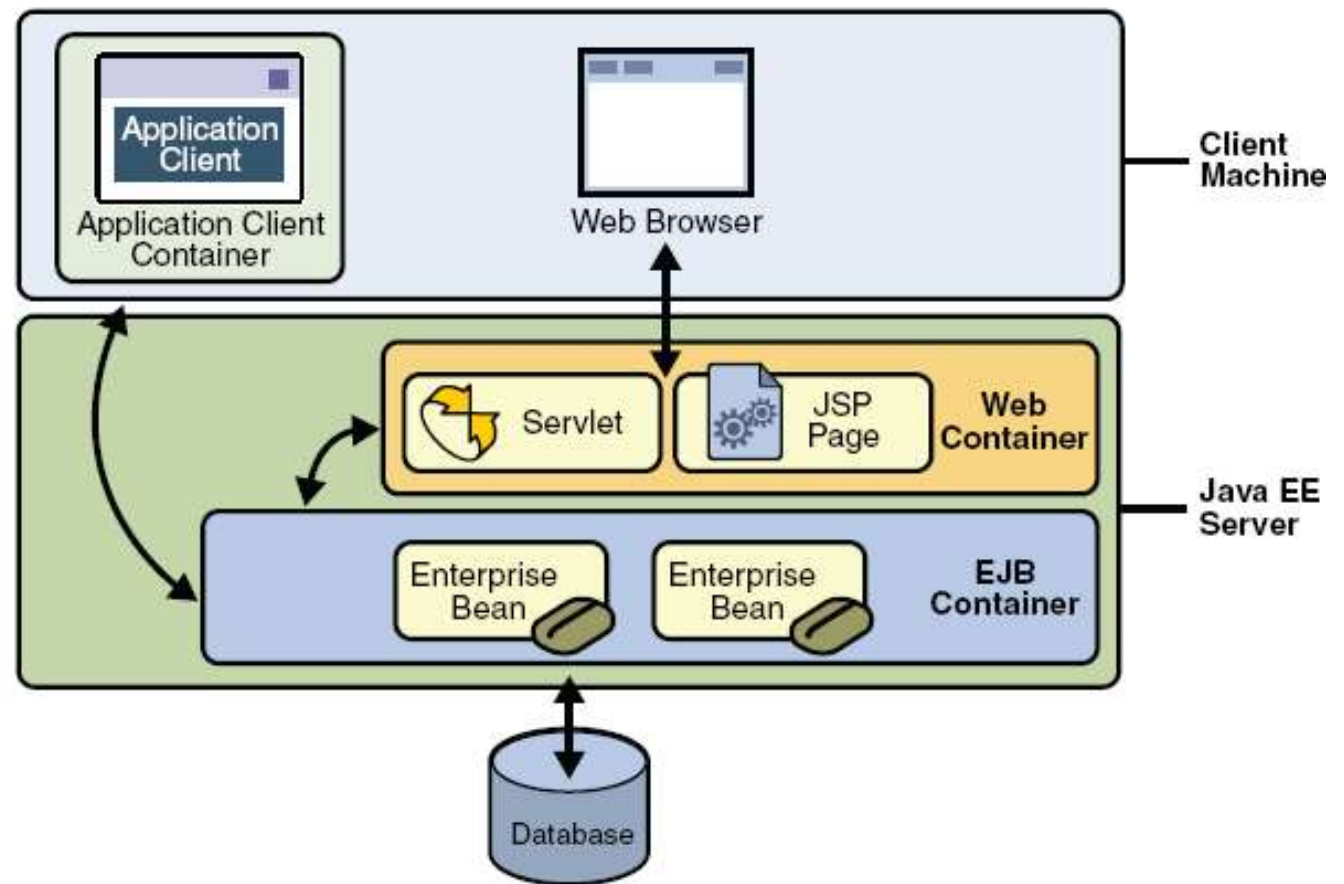 Application
Client
Application Client
Container
Web Browser
Client
Machine
Servlet
JSP
Page
Web
Container
Java EE
Server
Enterprise
Bean
Enterprise
Bean
EJB
Container
Database